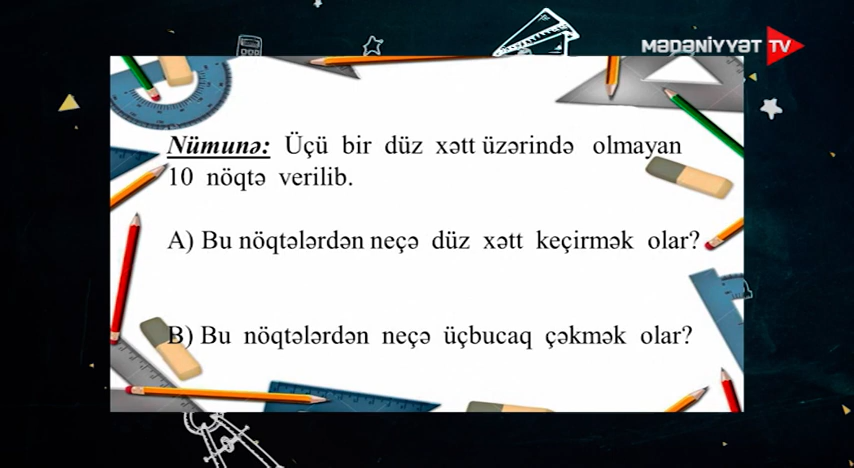 MƏDƏNİYYƏT TV
Nümunə: Üçü bir düz xətt üzərində olmayan
10 nöqtə verilib.
A) Bu nöqtələrdən neçə düz xətt keçirmək olar?
B) Bu nöqtələrdən neçə üçbucaq çəkmək olar?